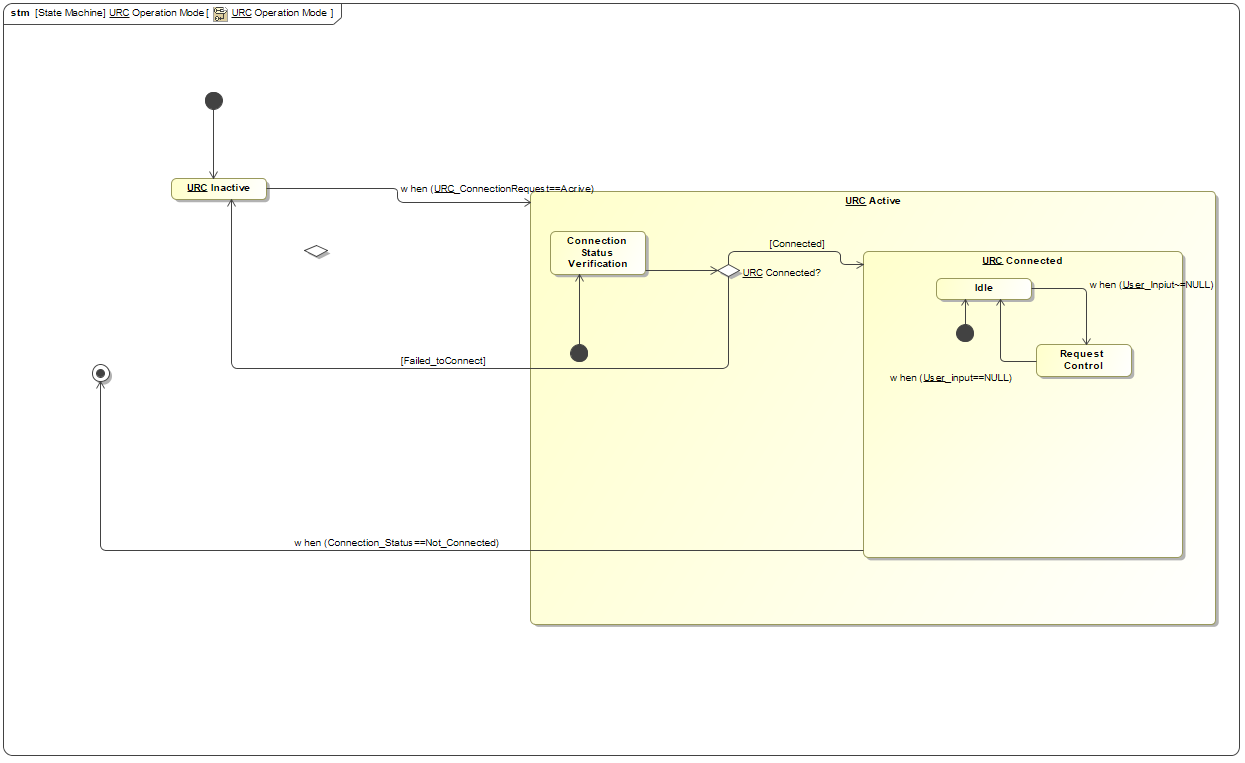 stm [State Machine] URC Operation Mode [ URC Operation Mode ]
URC Inactive
w hen (URC_ConnectionRequest==Acrive)
URC Active
Connection
Status
Verification
[Connected]
URC Connected?
URC Connected
Idle
w hen (User_Inpiut~=NULL)
Request
Control
w hen (User_input==NULL)
[Failed_toConnect]
w hen (Connection_Status==Not_Connected)